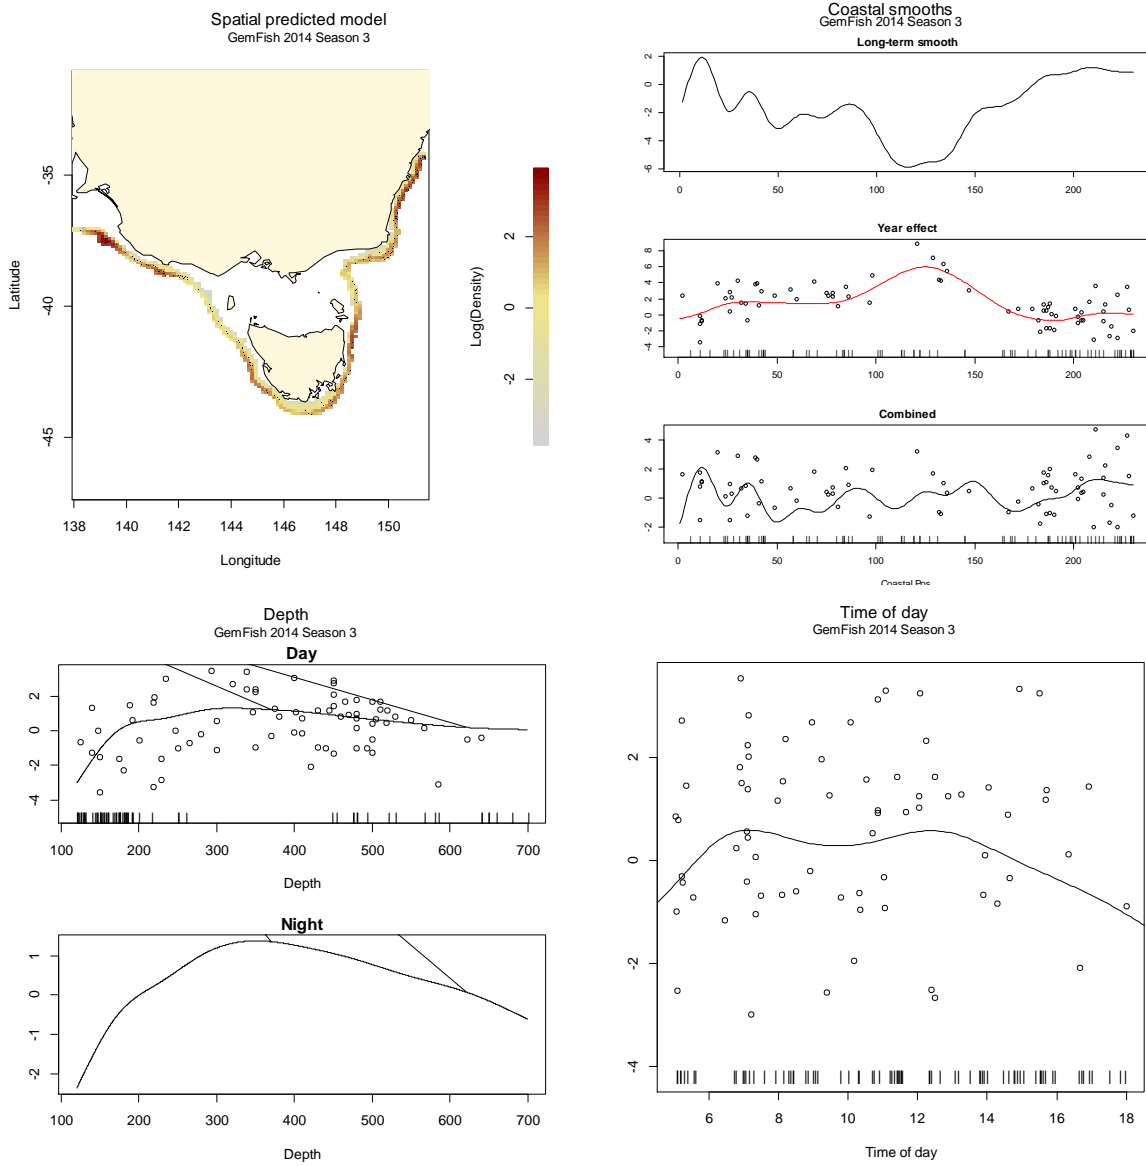 Spatial predicted model
GemFish 2014 Season 3
-35
-40
-45
Latitude
138 140 142 144 146 148 150
Longitude
2
0
-2
Log(Density)
Coastal smooths
GemFish 2014 Season 3
Long-term smooth
2
0
-2
-4
-6
0 50 100 150 200
Year effect
8
6
4
2
0
-2
-4
0 50 100 150 200
Combined
4
2
0
-2
0 50 100 150 200
Coastal Pos
Depth
GemFish 2014 Season 3
Day
2
0
-2
-4
100 200 300 400 500 600 700
Depth
Night
1
0
-1
-2
100 200 300 400 500 600 700
Depth
Time of day
GemFish 2014 Season 3
2
0
-2
-4
6 8 10 12 14 16 18
Time of day